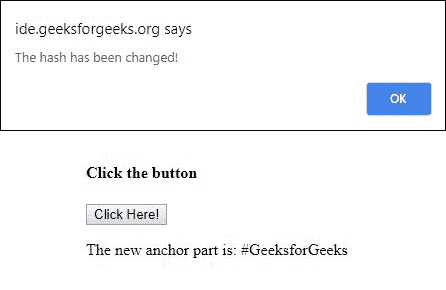 ide.geeksforgeeks.org says
The hash has been changed!
OK
Click the button
Click Here!
The new anchor part is: #GeeksforGeeks